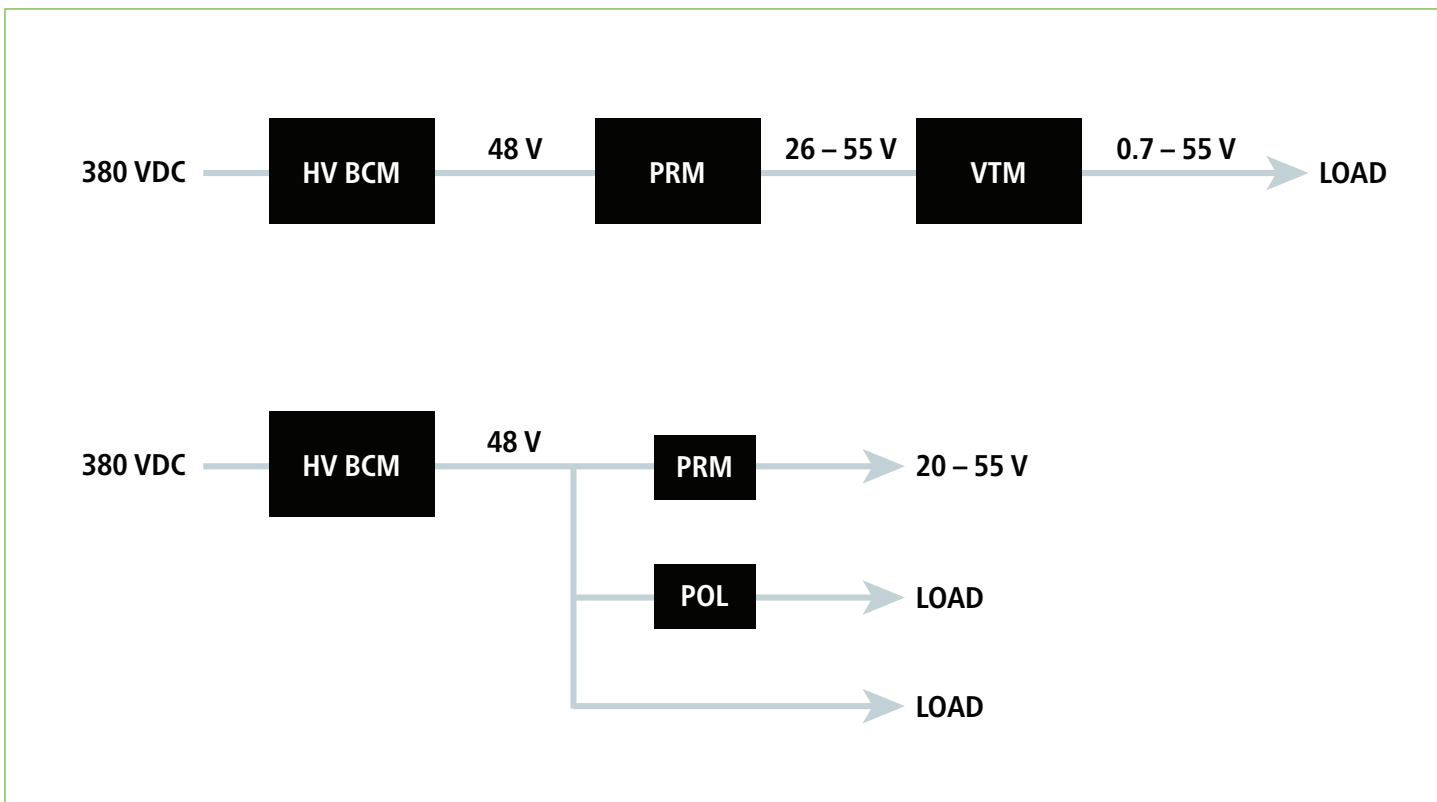 380 VDC HV BCM 48 V PRM 26 – 55 V VTM 0.7 – 55 V LOAD
380 VDC HV BCM 48 V PRM 20 – 55 V
POL LOAD
LOAD